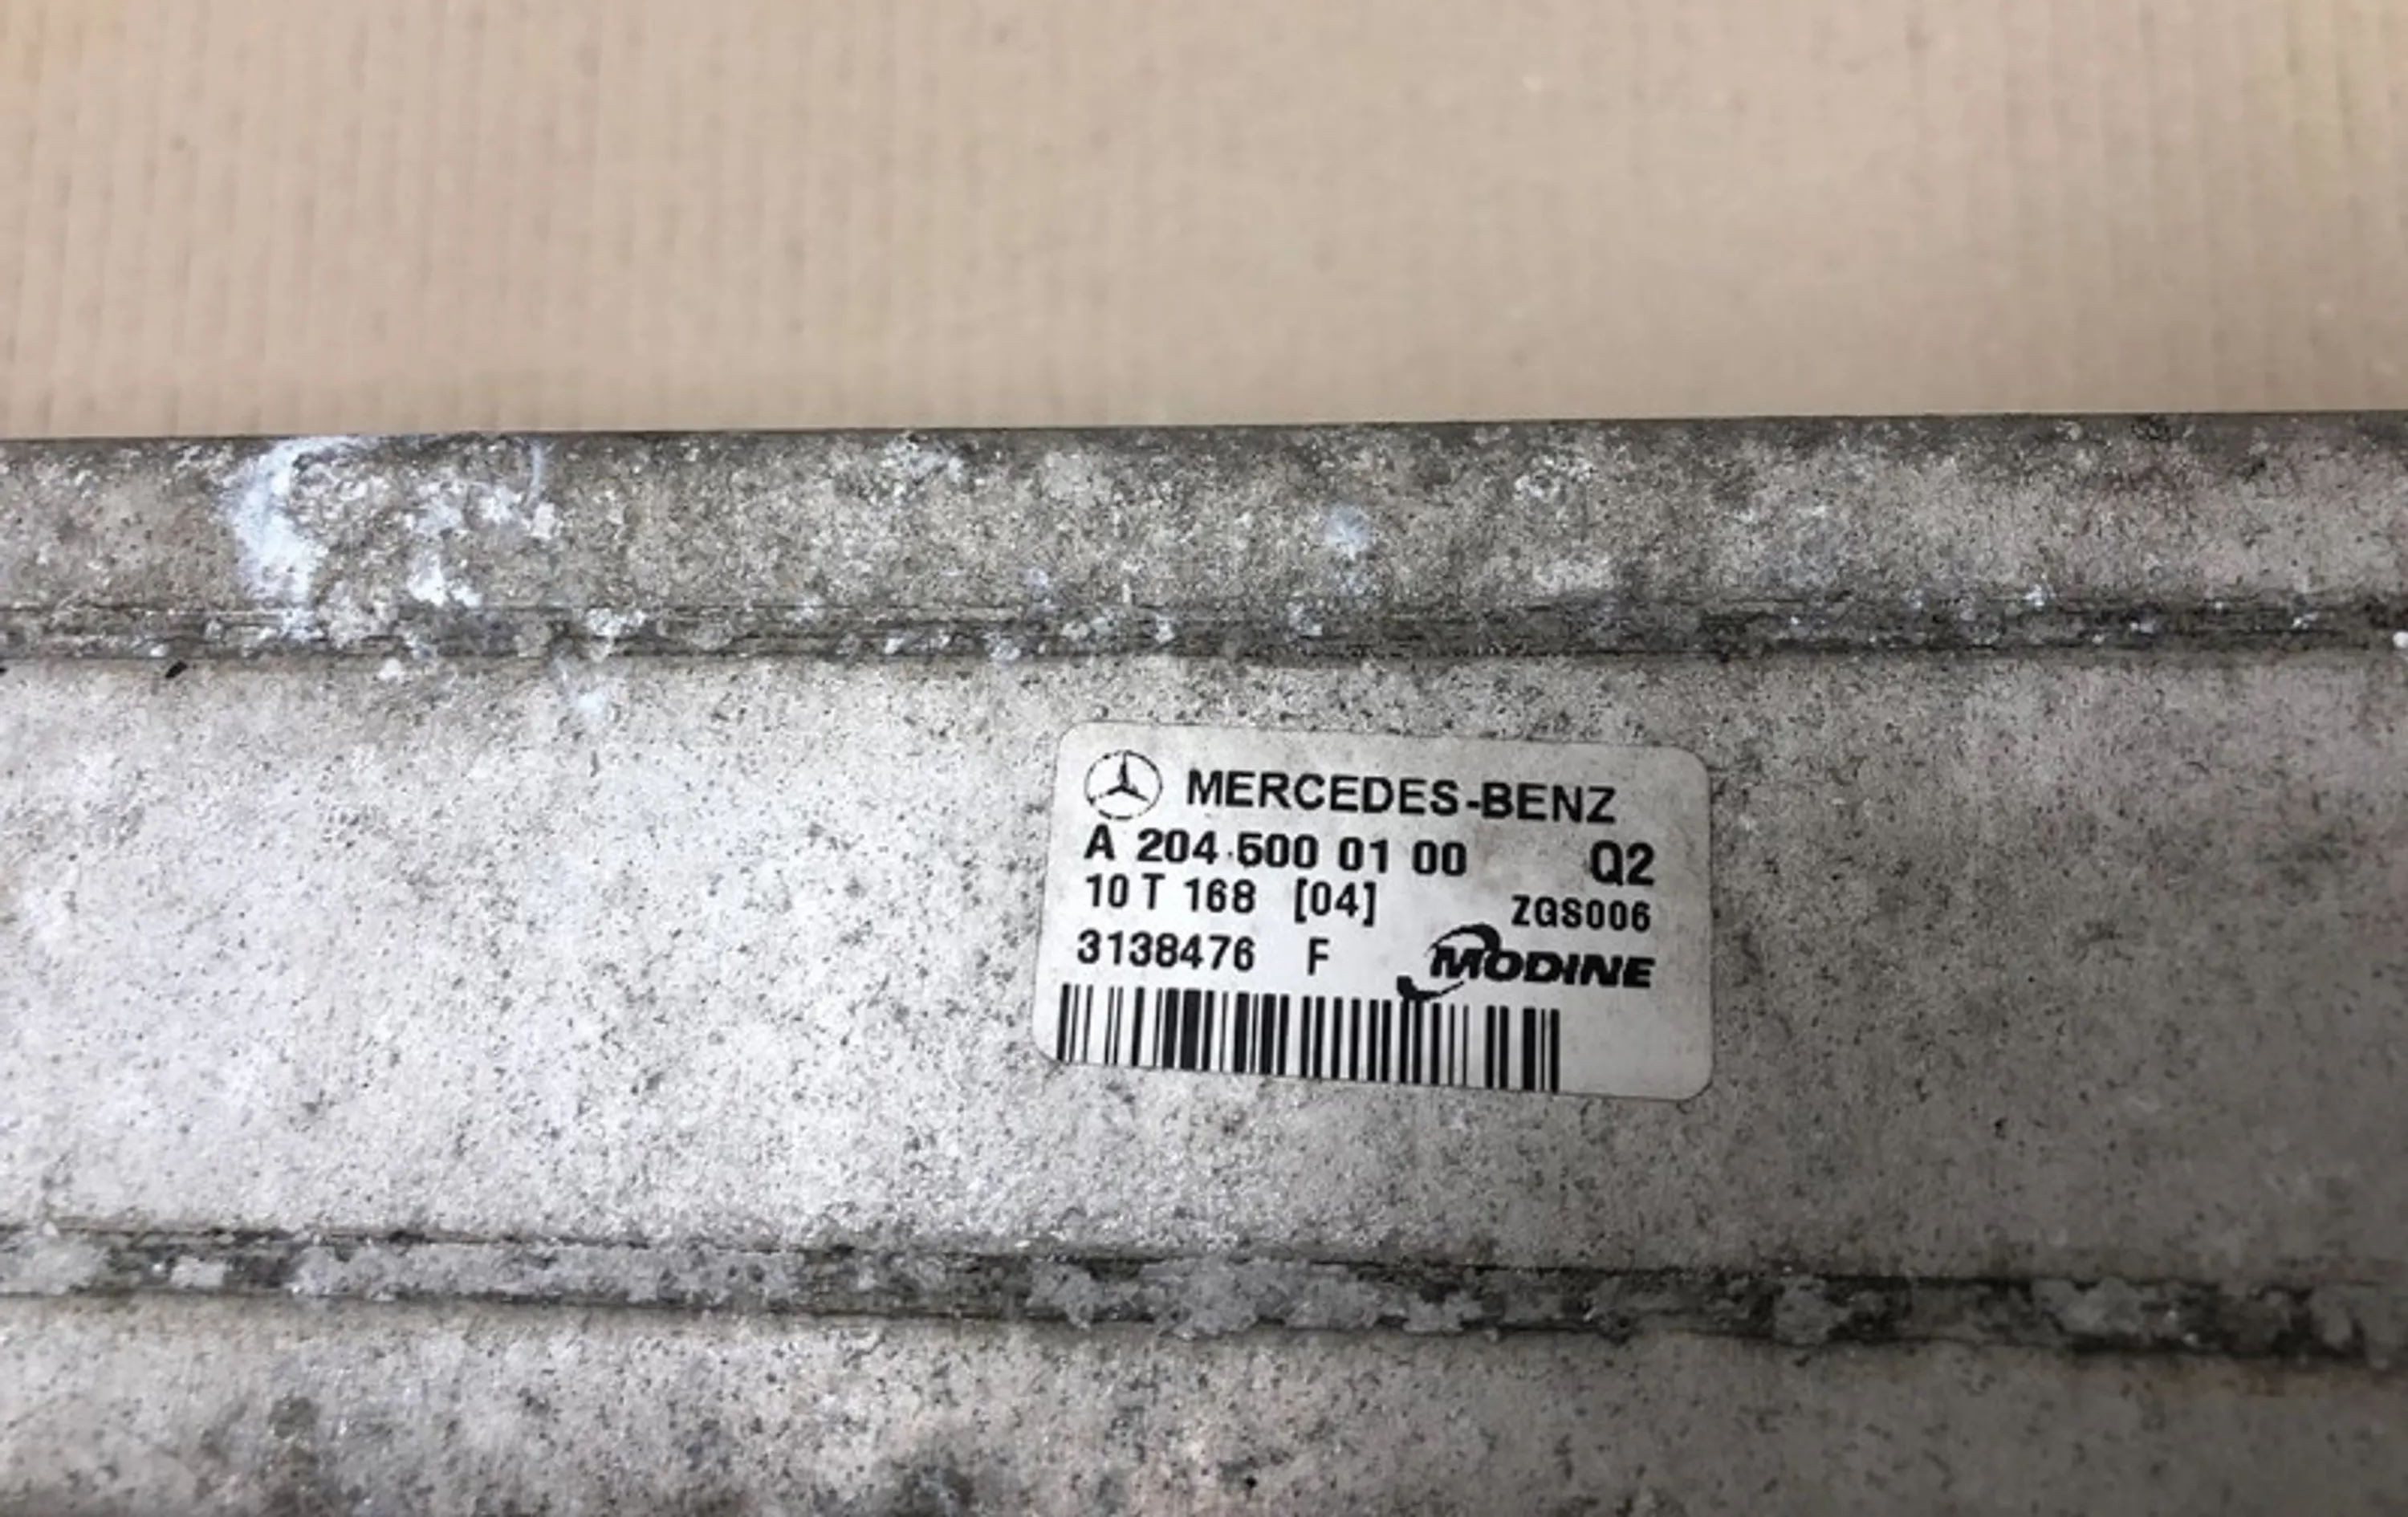 MERCEDES-BENZ
A 204 500 01 00 Q2
10 T 168 [04] ZGS006
3138476 F MODINE